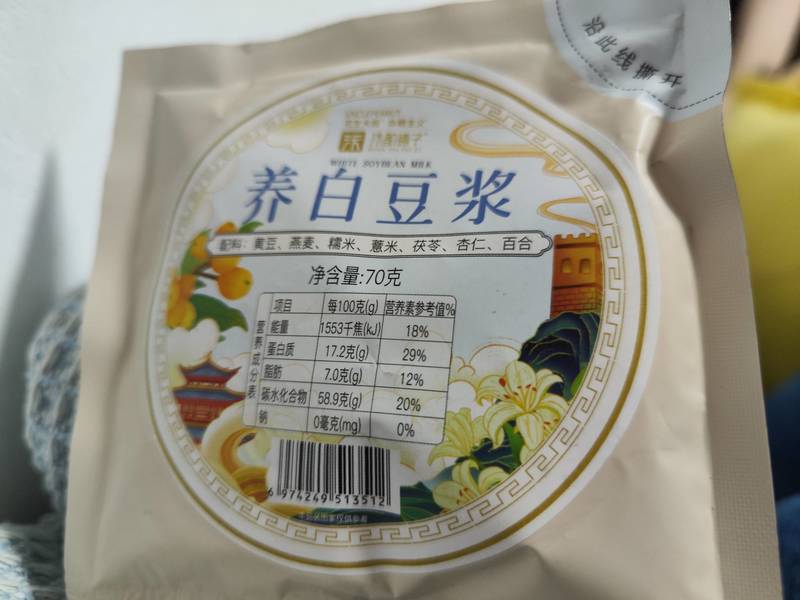 沿此线撕开
养白豆浆
WHITE SOYBEAN MILK
配料：黄豆、燕麦、糯米、薏米、茯苓、杏仁、百合
净含量:70克
营养成分表
项目 每100克(g) 营养素参考值%
能量 1553千焦(kJ) 18%
蛋白质 17.2克(g) 29%
脂肪 7.0克(g) 12%
碳水化合物 58.9克(g) 20%
钠 0毫克(mg) 0%
6 974249 513512